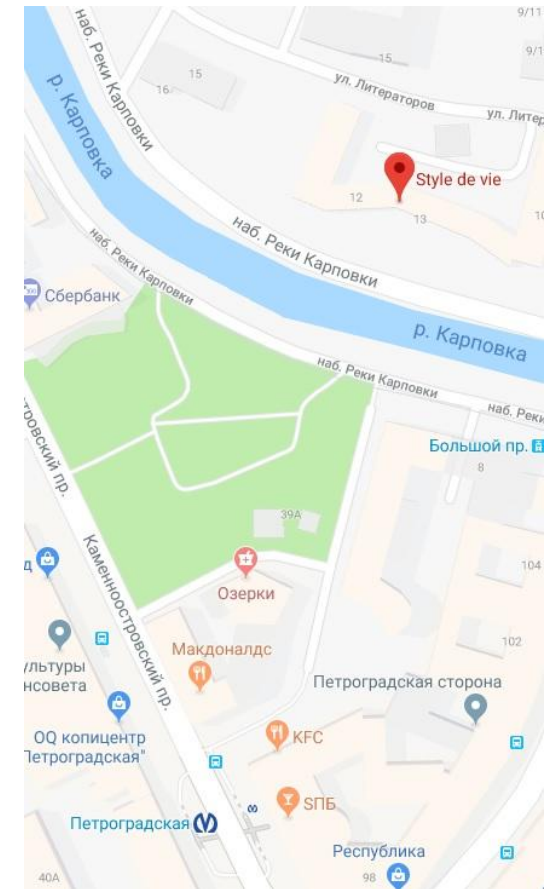 9/11
наб. Реки Карповки
15
16
15
9/1
ул. Литераторов
р. Карповка
Style de vie
12
13
10
наб. Реки Карповки
наб. Реки Карповки
Сбербанк
р. Карповка
наб. Реки Карповки
наб. Реки
Большой пр.
8
тровский пр.
39А
104
Озерки
Каменноостровский пр.
Макдоналдс
102
ультуры
нсовета
Петроградская сторона
OQ копицентр
Петроградская"
KFC
SПБ
Петроградская
Республика
40А
98